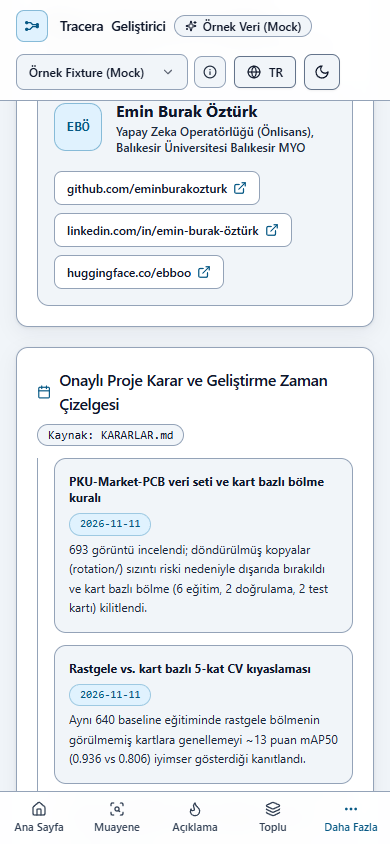 Tracera Geliştirici Örnek Veri (Mock)
Örnek Fixture (Mock) TR
EBÖ
Emin Burak Öztürk
Yapay Zeka Operatörlüğü (Önlisans),
Balıkesir Üniversitesi Balıkesir MYO
github.com/eminburakozturk
linkedin.com/in/emin-burak-öztürk
huggingface.co/ebboo
Onaylı Proje Karar ve Geliştirme Zaman
Çizelgesi
Kaynak: KARARLAR.md
PKU-Market-PCB veri seti ve kart bazlı bölme
kuralı
2026-11-11
693 görüntü incelendi; döndürülmüş kopyalar
(rotation/) sızıntı riski nedeniyle dışarıda bırakıldı
ve kart bazlı bölme (6 eğitim, 2 doğrulama, 2 test
kartı) kilitlendi.
Rastgele vs. kart bazlı 5-kat CV kıyaslaması
2026-11-11
Aynı 640 baseline eğitiminde rastgele bölmenin
görülmemiş kartlara genellemeyi ~13 puan mAP50
(0.936 vs 0.806) iyimser gösterdiği kanıtlandı.
Ana Sayfa Muayene Açıklama Toplu Daha Fazla